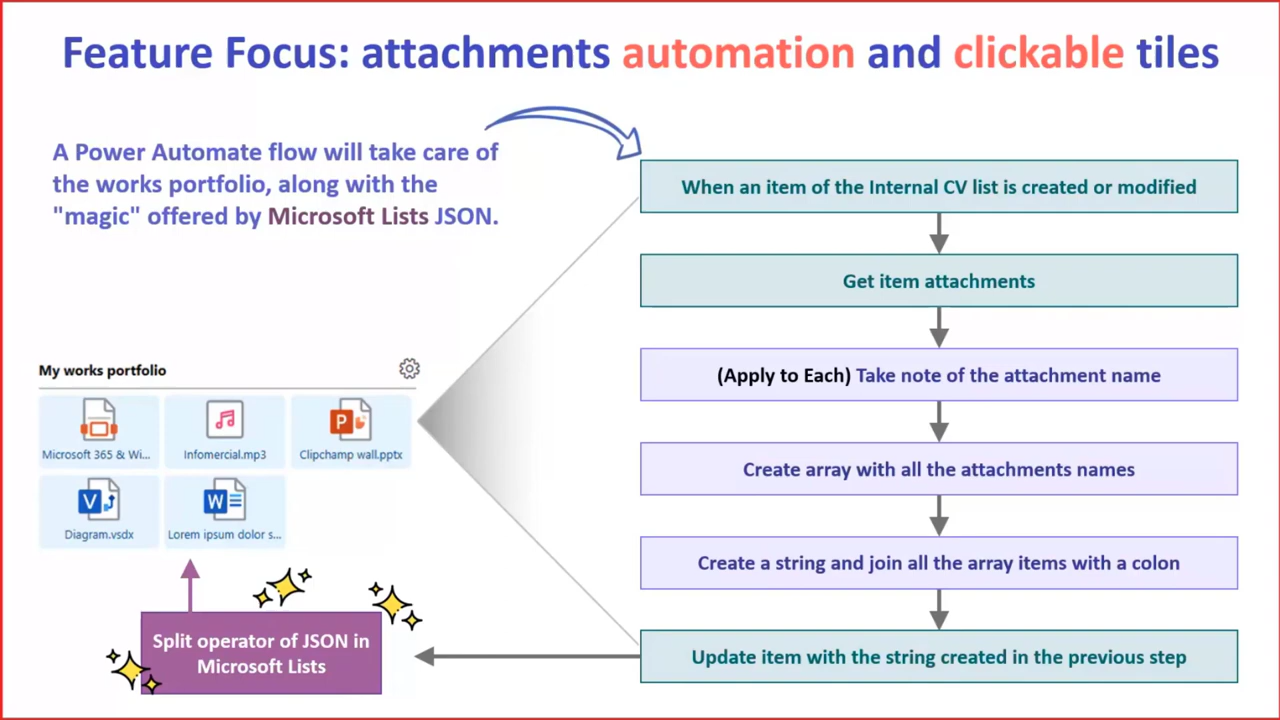 Feature Focus: attachments automation and clickable tiles
A Power Automate flow will take care of
the works portfolio, along with the
"magic" offered by Microsoft Lists JSON.
When an item of the Internal CV list is created or modified
Get item attachments
(Apply to Each) Take note of the attachment name
Create array with all the attachments names
Create a string and join all the array items with a colon
Update item with the string created in the previous step
My works portfolio
Microsoft 365 & Wi...
Infomercial.mp3
P
Clipchamp wall.pptx
V
Diagram.vsdx
W
Lorem ipsum dolor s...
Split operator of JSON in
Microsoft Lists